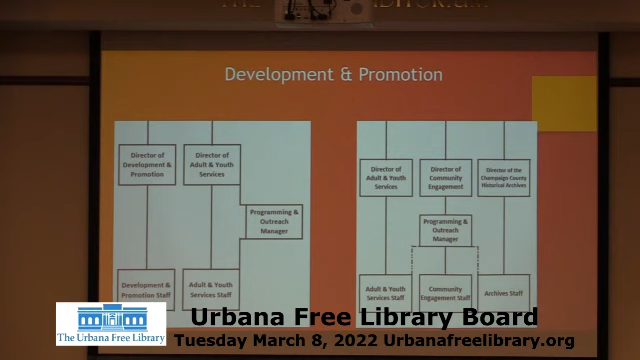 Development & Promotion
Director of
Development &
Promotion
Director of
Adult & Youth
Services
Programming &
Outreach
Manager
Development &
Promotion Staff
Adult & Youth
Services Staff
Director of
Adult & Youth
Services
Director of
Community
Engagement
Director of the
Champaign County
Historical Archives
Programming &
Outreach
Manager
Adult & Youth
Services Staff
Community
Engagement Staff
Archives Staff
The Urbana Free Library
Urbana Free Library Board
Tuesday March 8, 2022 Urbanafreelibrary.org